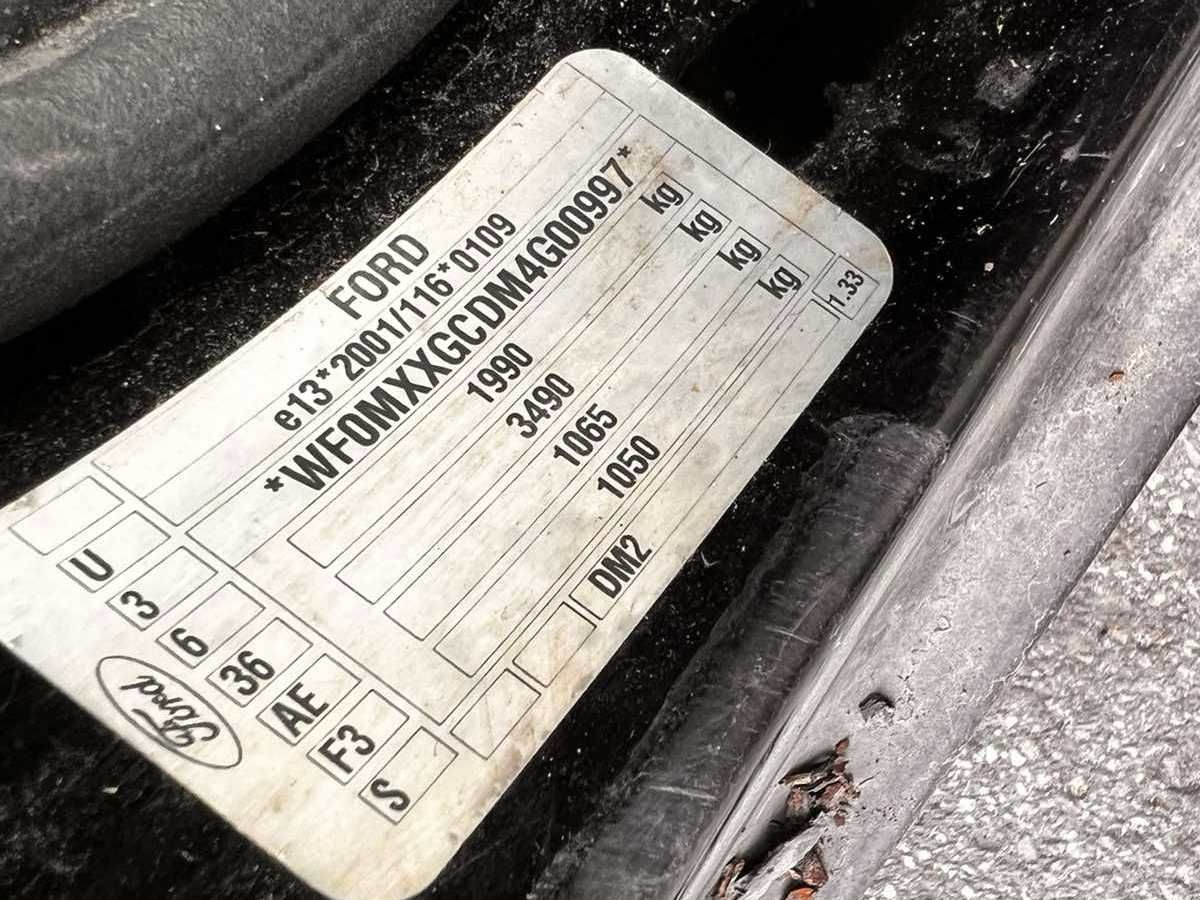 FORD
e13*2001/116*0109
*WF0MXXGCDM4G00997*
1990 kg
3490 kg
1065 kg
1050 kg
DM2
1.33
U
3
6
36
AE
F3
S
Ford